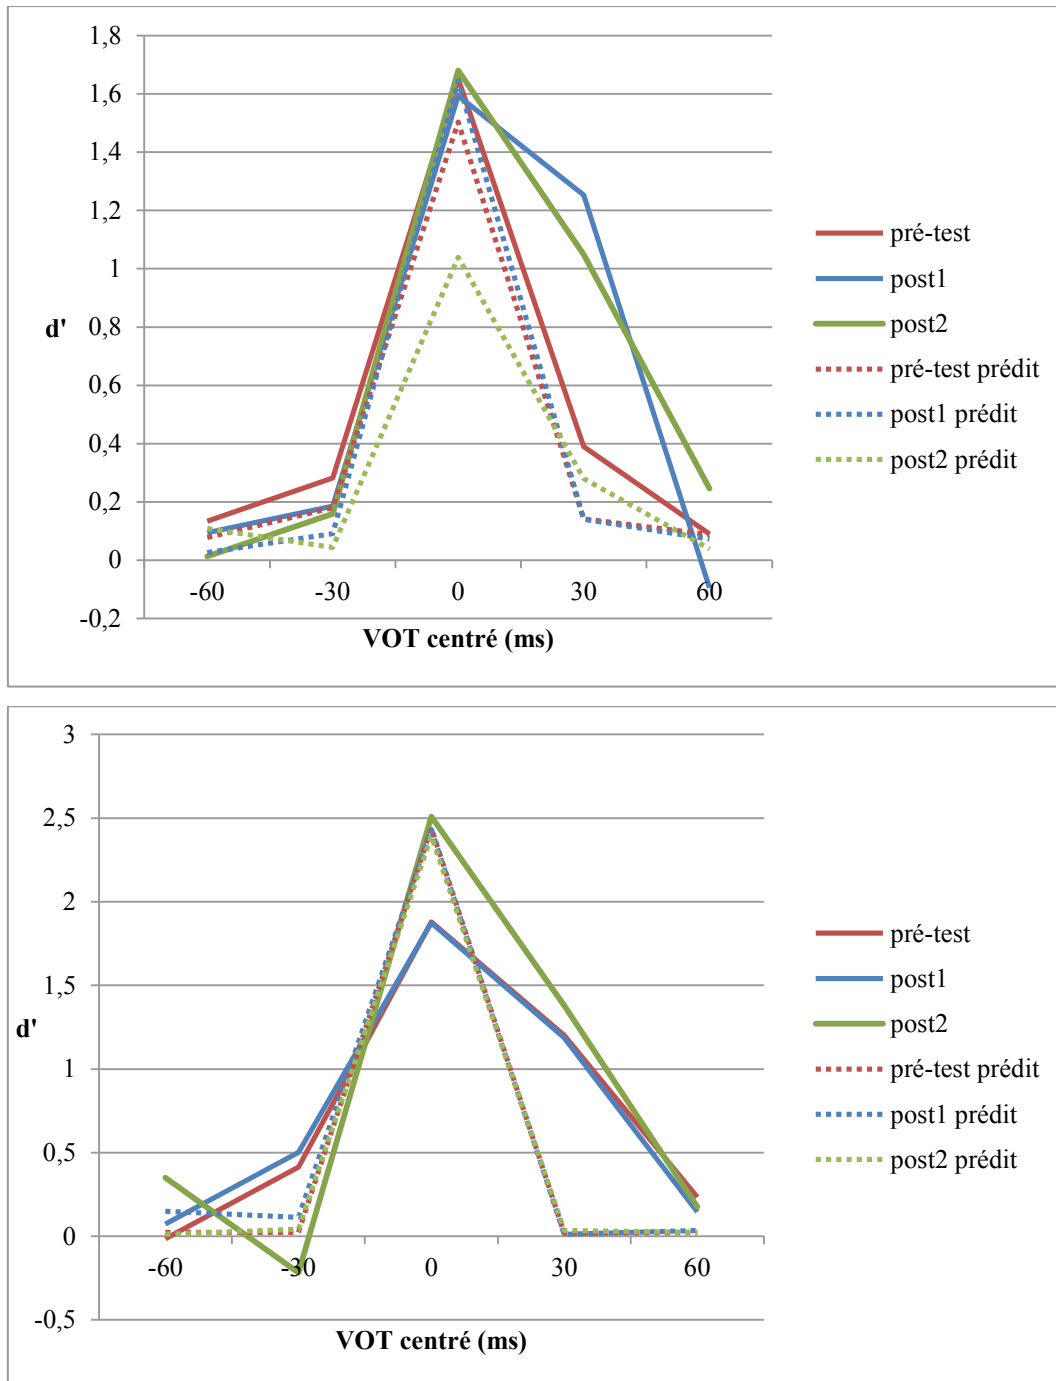 1,8
1,6
1,4
1,2
1
0,8
0,6
0,4
0,2
0
-0,2
d'
-60 -30 0 30 60
VOT centré (ms)
pré-test
post1
post2
pré-test prédit
post1 prédit
post2 prédit
3
2,5
2
1,5
1
0,5
0
-0,5
d'
-60 -30 0 30 60
VOT centré (ms)
pré-test
post1
post2
pré-test prédit
post1 prédit
post2 prédit